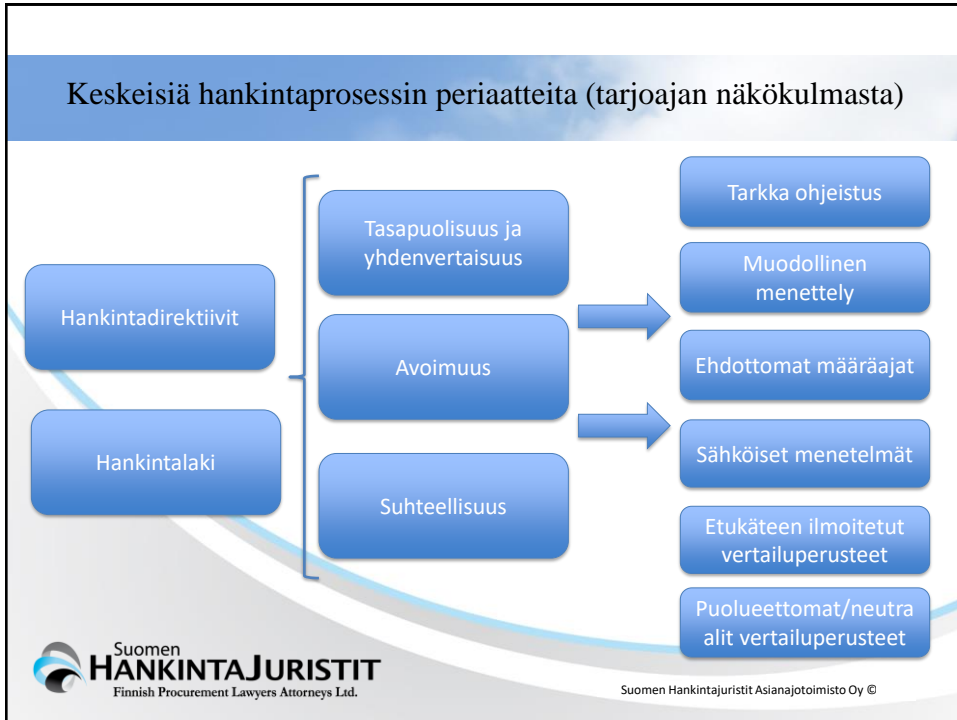 Keskeisiä hankintaprosessin periaatteita (tarjoajan näkökulmasta)
Hankintadirektiivit
Hankintalaki
Tasapuolisuus ja
yhdenvertaisuus
Avoimuus
Suhteellisuus
Tarkka ohjeistus
Muodollinen
menettely
Ehdottomat määräajat
Sähköiset menetelmät
Etukäteen ilmoitetut
vertailuperusteet
Puolueettomat/neutra
alit vertailuperusteet
Suomen
HANKINTAJURISTIT
Finnish Procurement Lawyers Attorneys Ltd.
Suomen Hankintajuristit Asianajotoimisto Oy ©